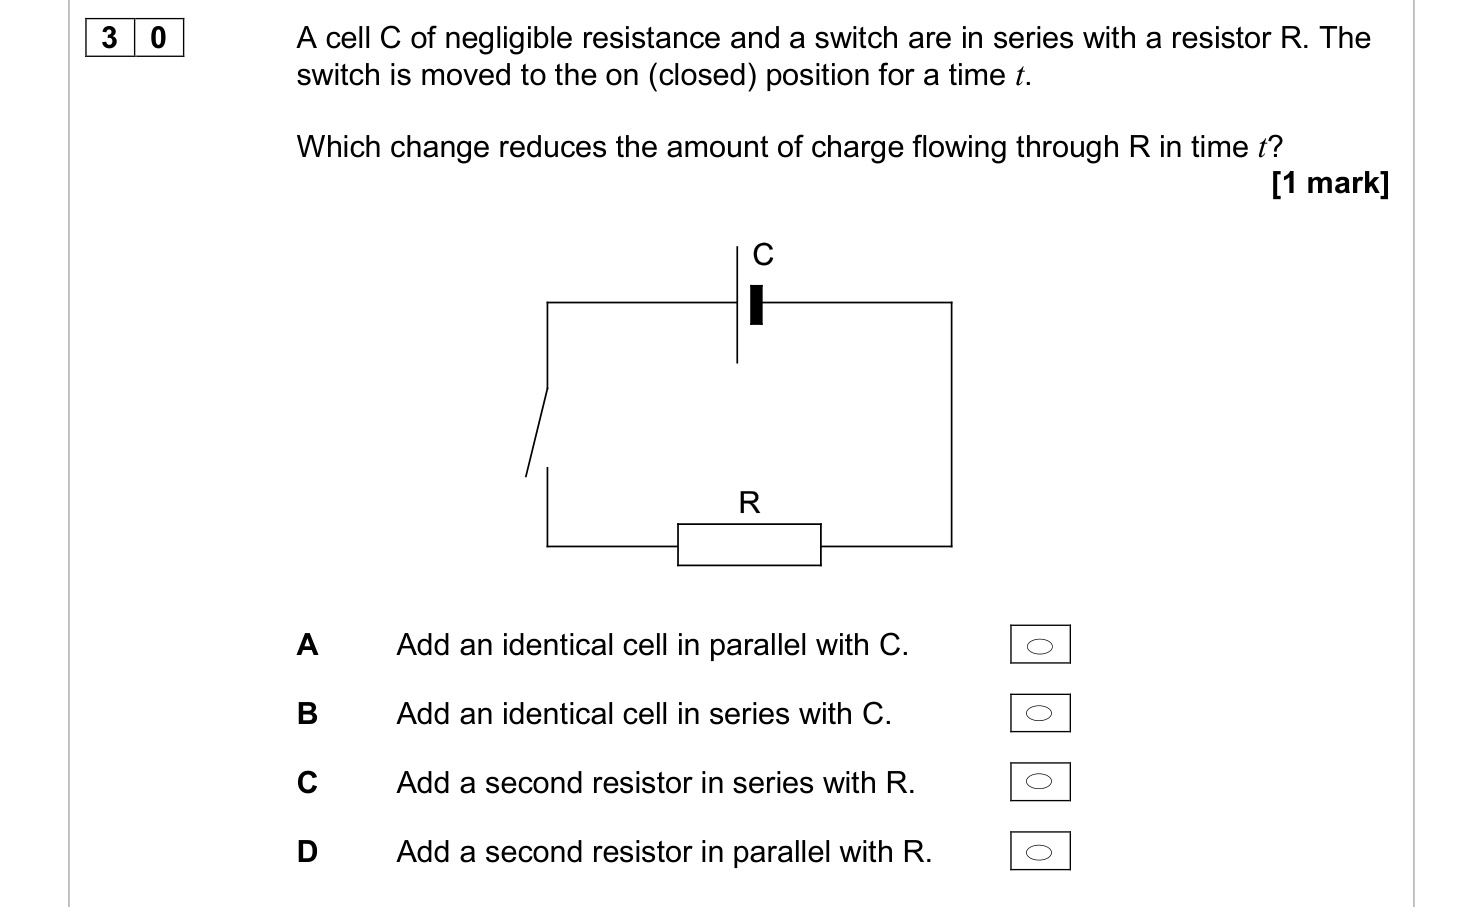 3 0 A cell C of negligible resistance and a switch are in series with a resistor R. The
switch is moved to the on (closed) position for a time t.
Which change reduces the amount of charge flowing through R in time t?
[1 mark]
C
R
A Add an identical cell in parallel with C.
B Add an identical cell in series with C.
C Add a second resistor in series with R.
D Add a second resistor in parallel with R.